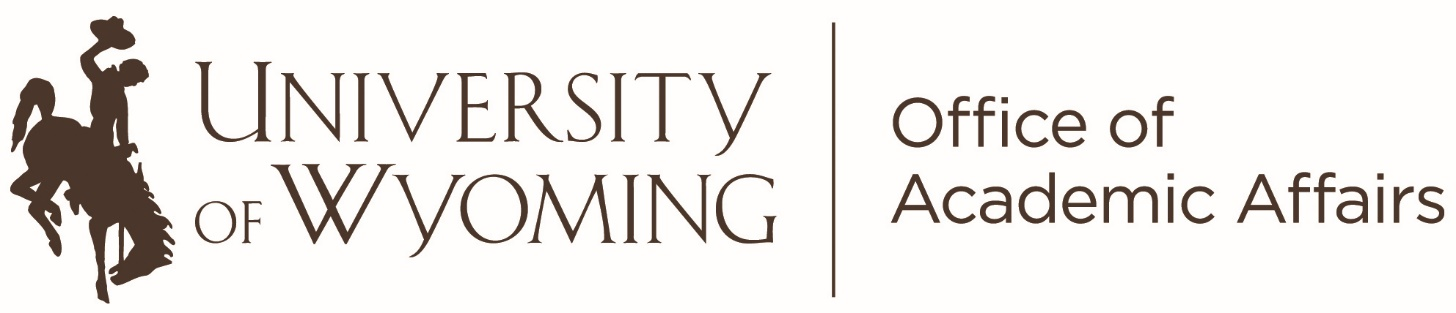 UNIVERSITY
OF WYOMING
Office of
Academic Affairs